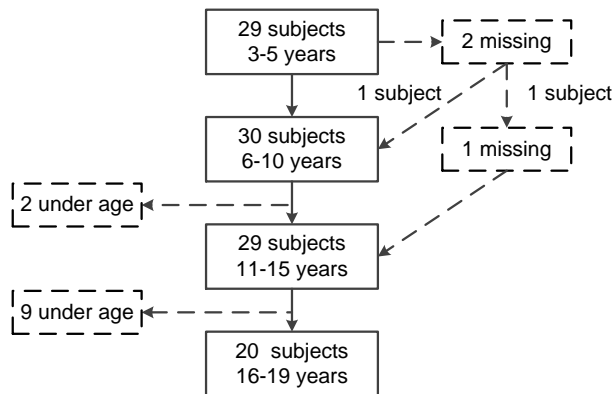 29 subjects
3-5 years
2 missing
1 subject
1 subject
30 subjects
6-10 years
1 missing
2 under age
29 subjects
11-15 years
9 under age
20 subjects
16-19 years